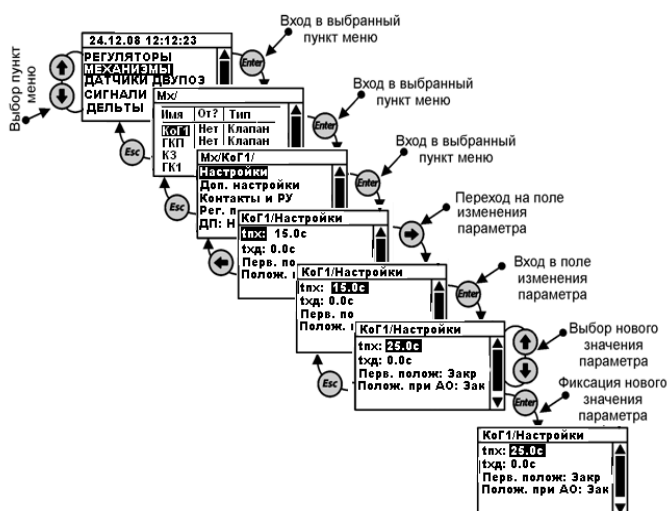 24.12.08 12:12:23
РЕГУЛЯТОРЫ
МЕХАНИЗМЫ
ДАТЧИКИ ДВУПОЗ
СИГНАЛИ
ДЕЛЬТЫ
Выбор пункт
меню
Enter
Вход в выбранный
пункт меню
Мх/
Имя От? Тип
КоГ1 Нет Клапан
ГКП Нет Клапан
КЗ
ГК1
Esc
Enter
Вход в выбранный
пункт меню
Мх/КоГ1/
Настройки
Доп. настройки
Контакты и РУ
Рег. п
ДП: Н
Esc
Enter
Вход в выбранный
пункт меню
КоГ1/Настройки
tпх: 15.0с
tхд: 0.0с
Перв. по
Полож.
Переход на поле
изменения
параметра
КоГ1/Настройки
tпх: 15.0с
tхд: 0.0с
Перв. по
Полож. 
Enter
Вход в поле
изменения
параметра
КоГ1/Настройки
tпх: 25.0с
tхд: 0.0с
Перв. полож: Закр
Полож. при АО: Зак
Esc
Выбор нового
значения
параметра
Enter
Фиксация нового
значения
параметра
КоГ1/Настройки
tпх: 25.0с
tхд: 0.0с
Перв. полож: Закр
Полож. при АО: Зак